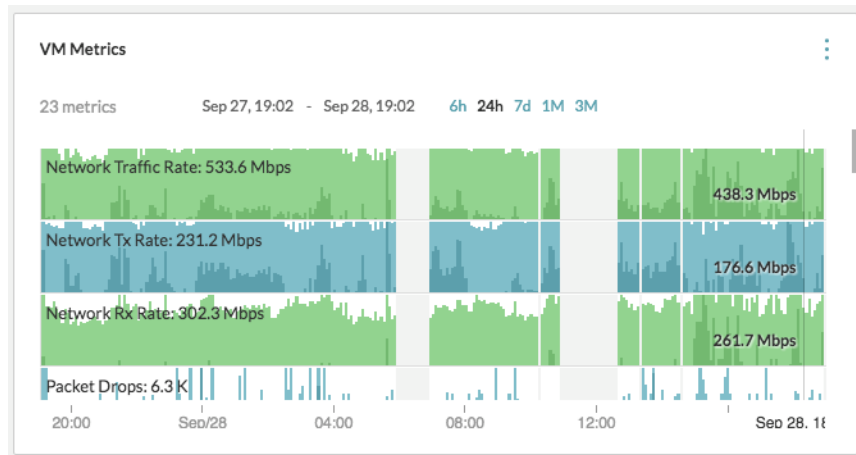 VM Metrics
23 metrics Sep 27, 19:02 - Sep 28, 19:02 6h 24h 7d 1M 3M
Network Traffic Rate: 533.6 Mbps
438.3 Mbps
Network Tx Rate: 231.2 Mbps
176.6 Mbps
Network Rx Rate: 302.3 Mbps
261.7 Mbps
Packet Drops: 6.3 K
20:00 Sep/28 04:00 08:00 12:00 Sep 28, 18